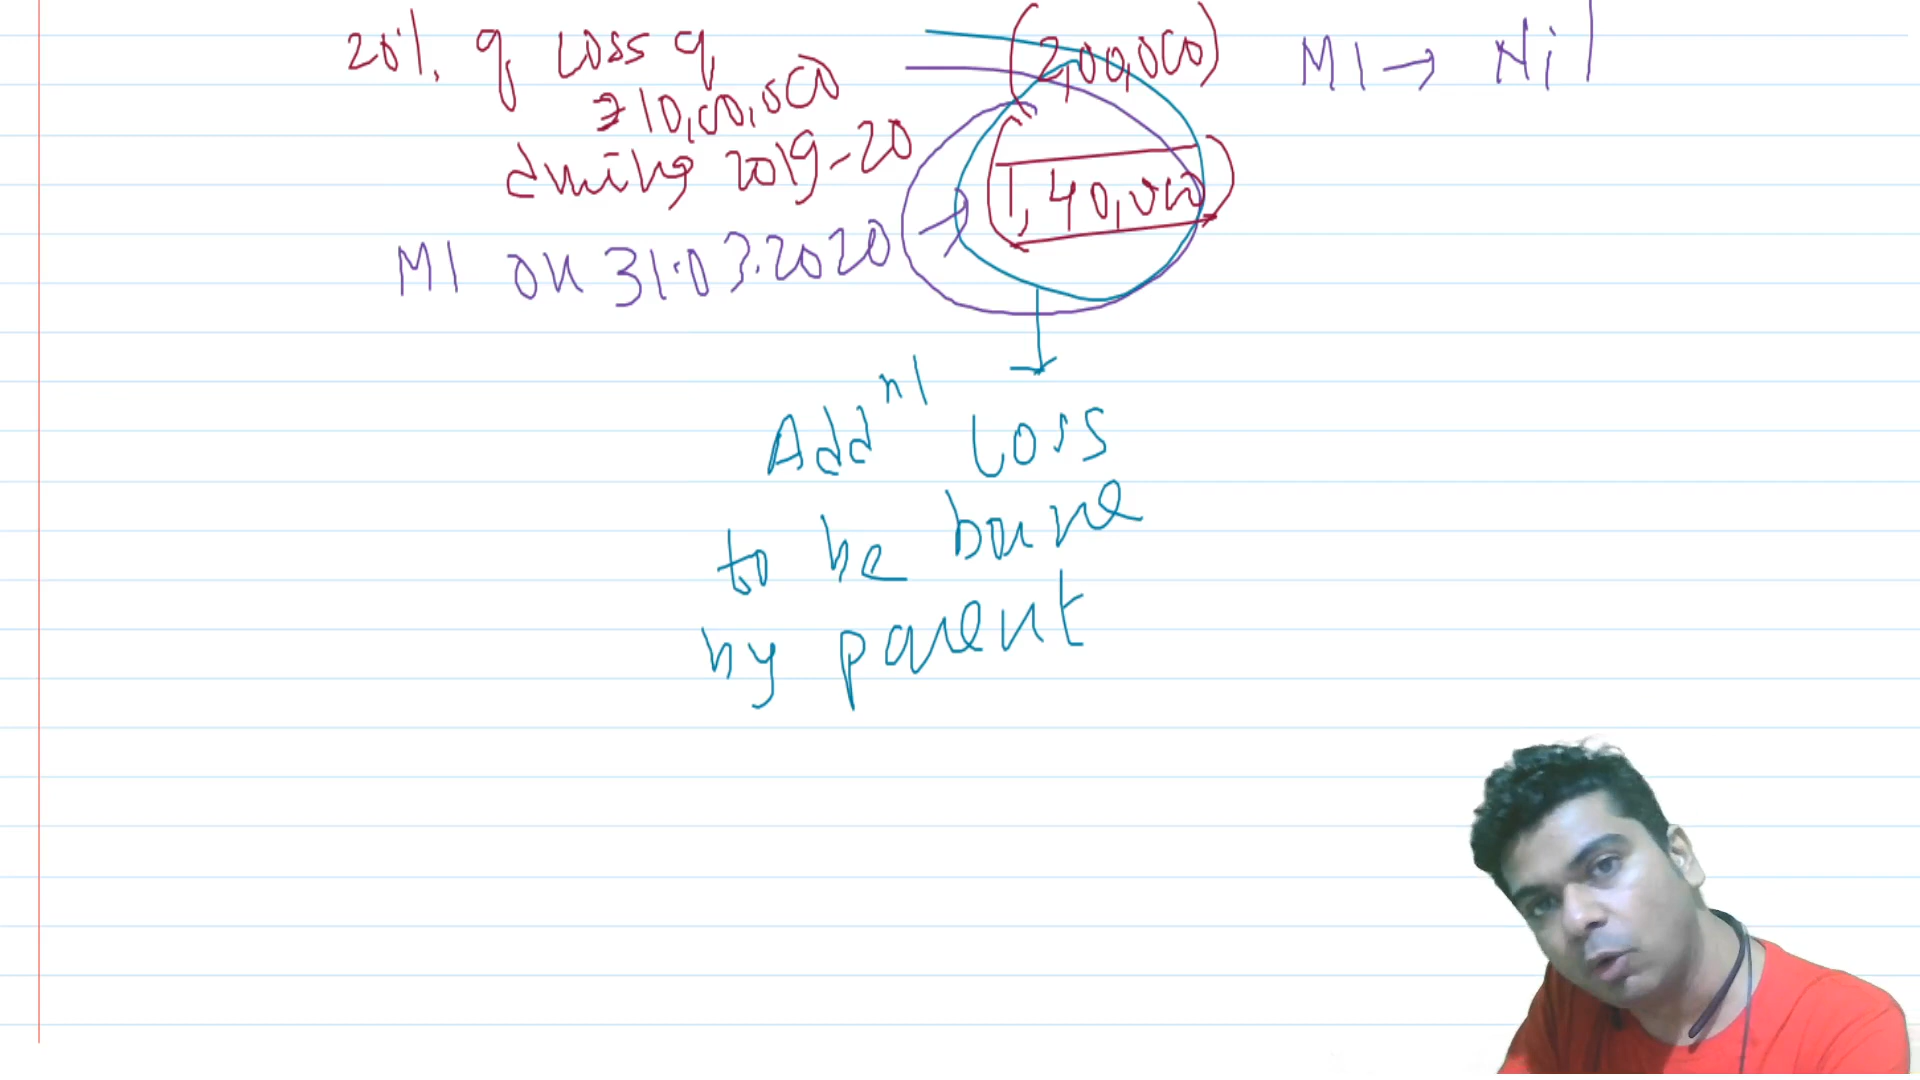 20% of loss of (2,00,000) MI → Nil
₹10,00,000
during 2019-20
(1,40,000)
MI on 31.03.2020 →
Addnl loss
to be borne
by parent